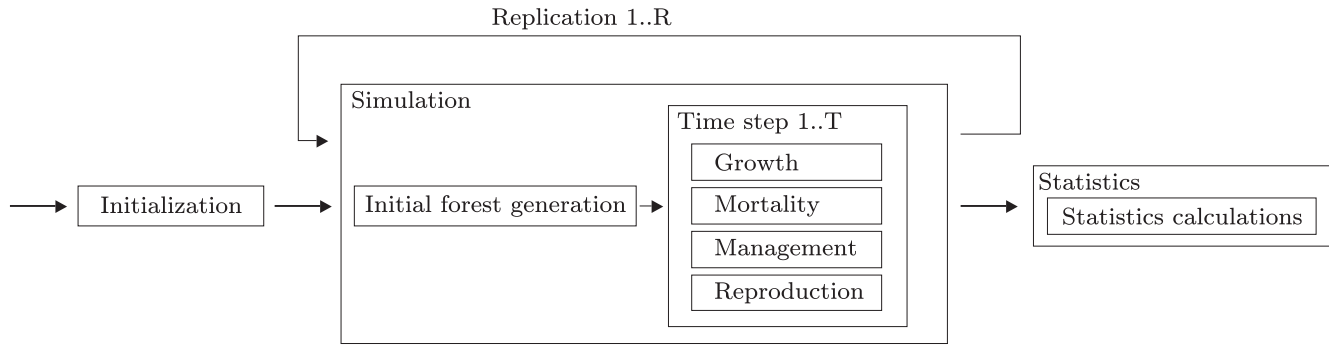 Replication 1..R
Simulation
Time step 1..T
Growth
Initialization
Initial forest generation
Mortality
Management
Reproduction
Statistics
Statistics calculations